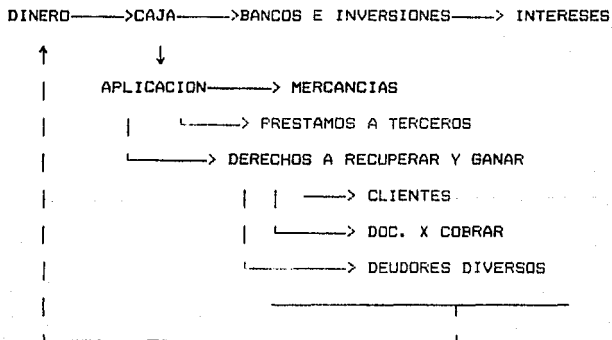 DINERO——>CAJA——>BANCOS E INVERSIONES——> INTERESES
APLICACION——> MERCANCIAS
——> PRESTAMOS A TERCEROS
——> DERECHOS A RECUPERAR Y GANAR
——> CLIENTES
——> DOC. X COBRAR
——> DEUDORES DIVERSOS